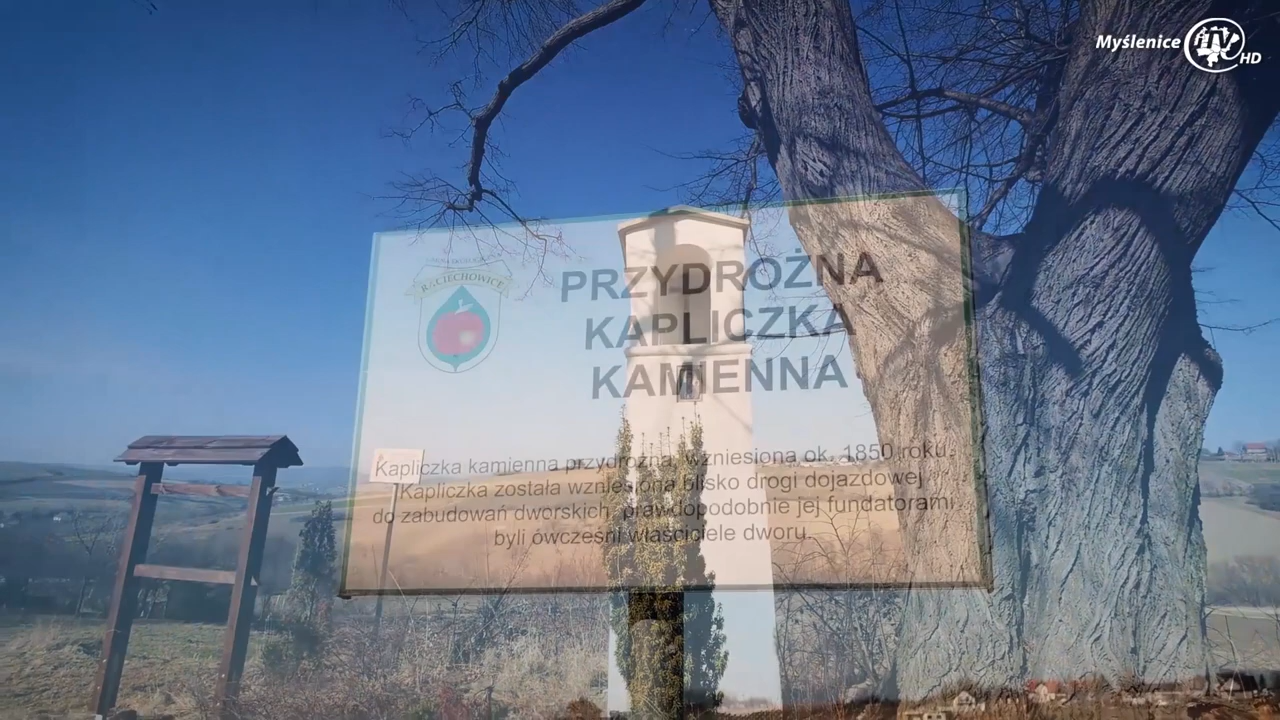 Myślenice itv HD
RACIECHOWICE
PRZYDROŻNA
KAPLICZKA
KAMIENNA
Kapliczka kamienna przydrożna, wzniesiona ok. 1850 roku.
Kapliczka została wzniesiona blisko drogi dojazdowej
do zabudowań dworskich, prawdopodobnie jej fundatorami
byli ówcześni właściciele dworu.